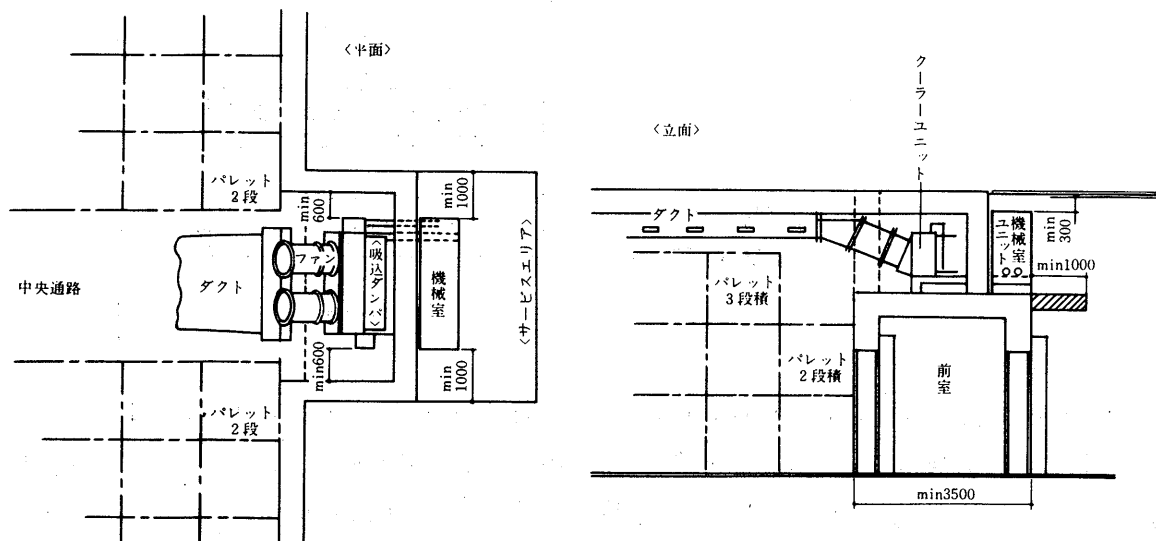 〈平面〉
パレット
2段
min
600
min
1000
ダクト
ファン
〈吸込ダンパ〉
機械室
〈サービスエリア〉
中央通路
min600
min
1000
パレット
2段
〈立面〉
クーラーユニット
ダクト
機械室
ユニット
min
300
min1000
パレット
3段積
パレット
2段積
前室
min3500